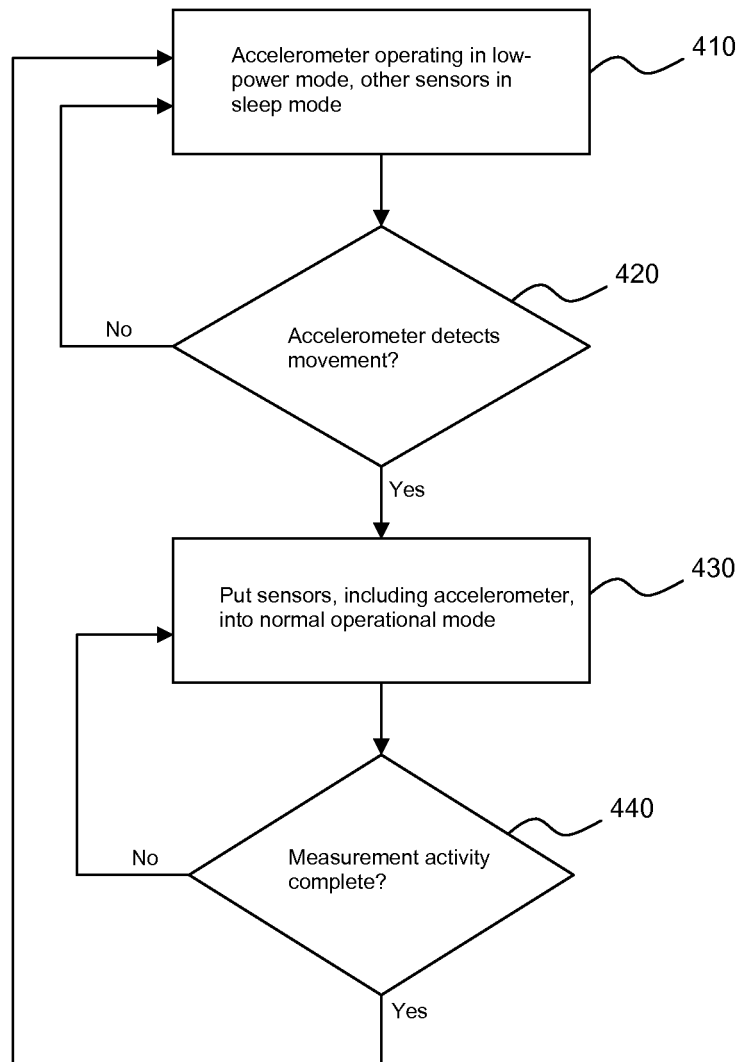 Accelerometer operating in low-
power mode, other sensors in
sleep mode
410
420
Accelerometer detects
movement?
No
Yes
430
Put sensors, including accelerometer,
into normal operational mode
440
Measurement activity
complete?
No
Yes